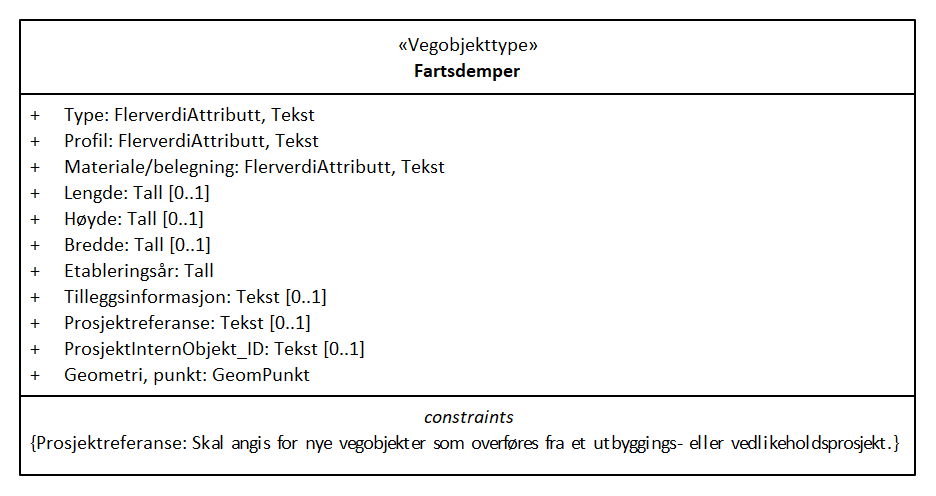 «Vegobjekttype»
Fartsdemper
+ Type: FlerverdiAttributt, Tekst
+ Profil: FlerverdiAttributt, Tekst
+ Materiale/belegning: FlerverdiAttributt, Tekst
+ Lengde: Tall [0..1]
+ Høyde: Tall [0..1]
+ Bredde: Tall [0..1]
+ Etableringsår: Tall
+ Tilleggsinformasjon: Tekst [0..1]
+ Prosjektreferanse: Tekst [0..1]
+ ProsjektInternObjekt_ID: Tekst [0..1]
+ Geometri, punkt: GeomPunkt
constraints
{Prosjektreferanse: Skal angis for nye vegobjekter som overføres fra et utbyggings- eller vedlikeholdsprosjekt.}